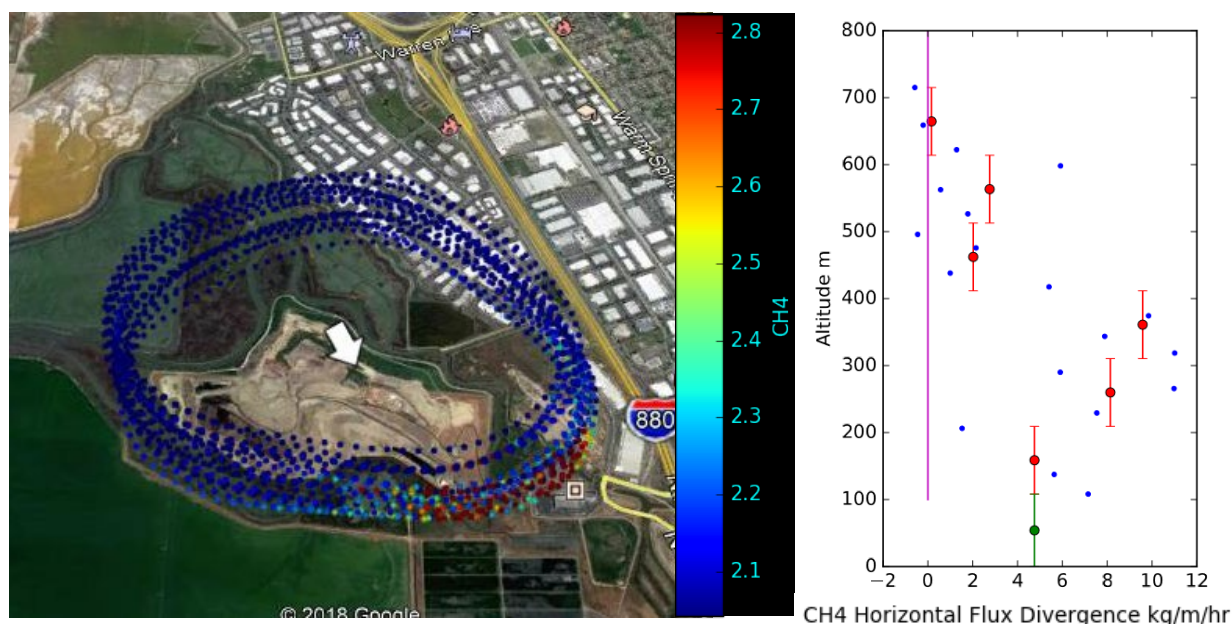 Warren
Warm Spr
880
© 2018 Google
2.8
2.7
2.6
2.5
2.4
2.3
2.2
2.1
CH4
800
700
600
500
400
300
200
100
0
Altitude m
−2 0 2 4 6 8 10 12
CH4 Horizontal Flux Divergence kg/m/hr